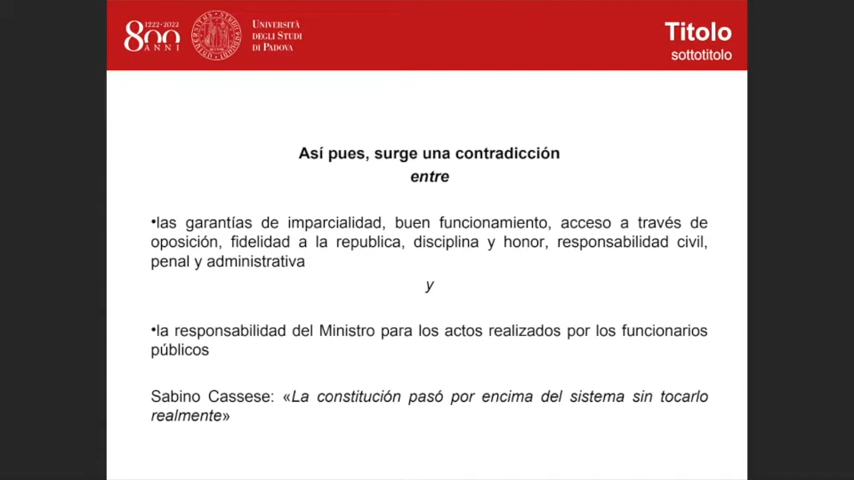 1222·2022
800
ANNI
UNIVERSITÀ
DEGLI STUDI
DI PADOVA
Titolo
sottotitolo
Así pues, surge una contradicción
entre
•las garantías de imparcialidad, buen funcionamiento, acceso a través de
oposición, fidelidad a la republica, disciplina y honor, responsabilidad civil,
penal y administrativa
y
•la responsabilidad del Ministro para los actos realizados por los funcionarios
públicos
Sabino Cassese: «La constitución pasó por encima del sistema sin tocarlo
realmente»